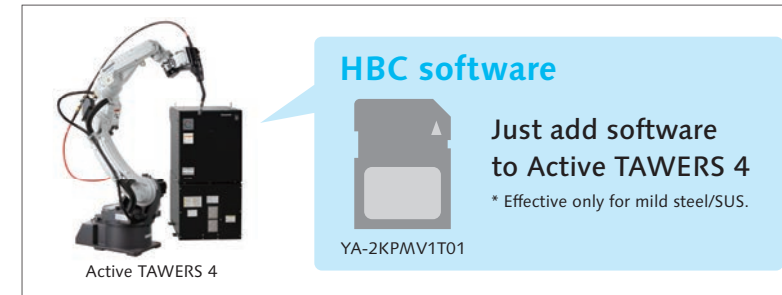 HBC software
Just add software
to Active TAWERS 4
* Effective only for mild steel/SUS.
YA-2KPMV1T01
Active TAWERS 4